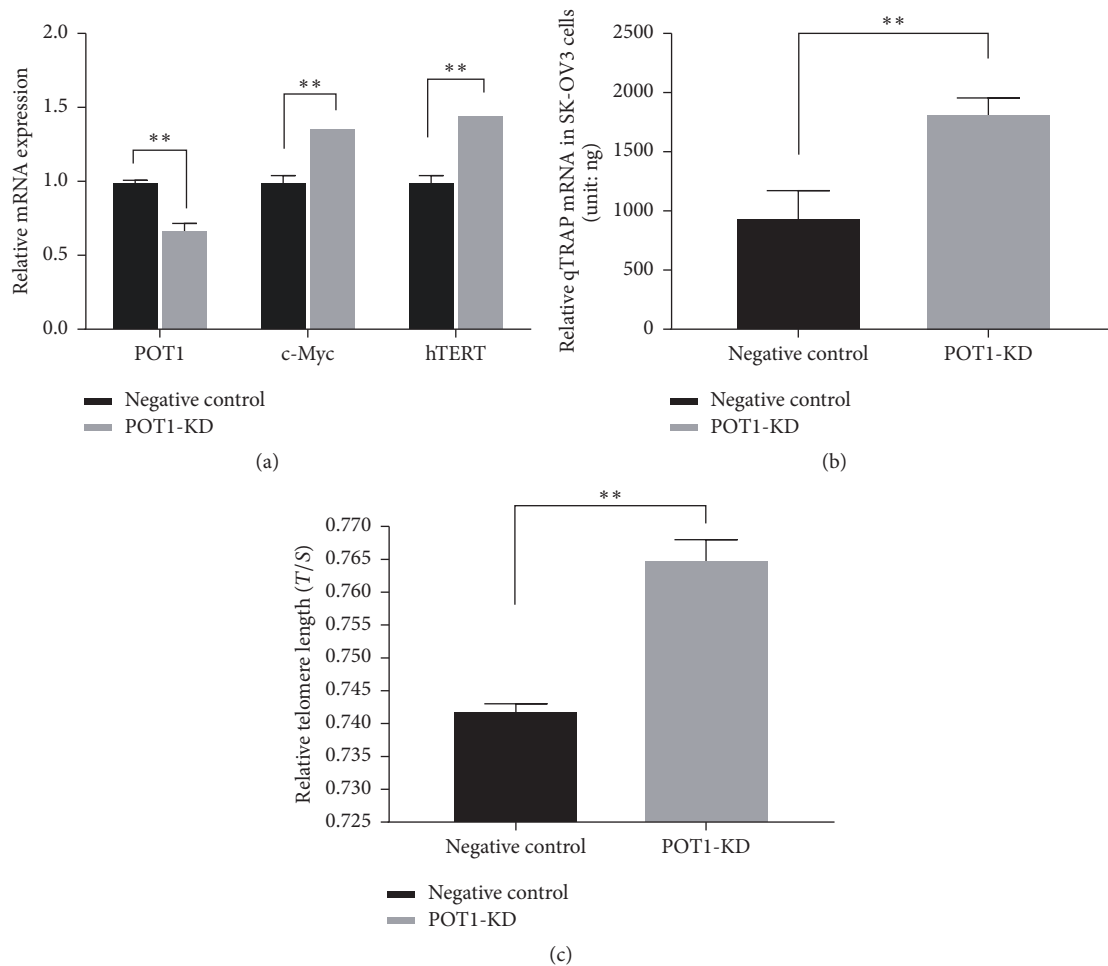 Relative mRNA expression
2.0
1.5
1.0
0.5
0.0
**
**
**
POT1
c-Myc
hTERT
Negative control
POT1-KD
(a)
Relative qTRAP mRNA in SK-OV3 cells
(unit: ng)
2500
2000
1500
1000
500
0
**
Negative control
POT1-KD
Negative control
POT1-KD
(b)
Relative telomere length (T/S)
0.770
0.765
0.760
0.755
0.750
0.745
0.740
0.735
0.730
0.725
**
Negative control
POT1-KD
Negative control
POT1-KD
(c)